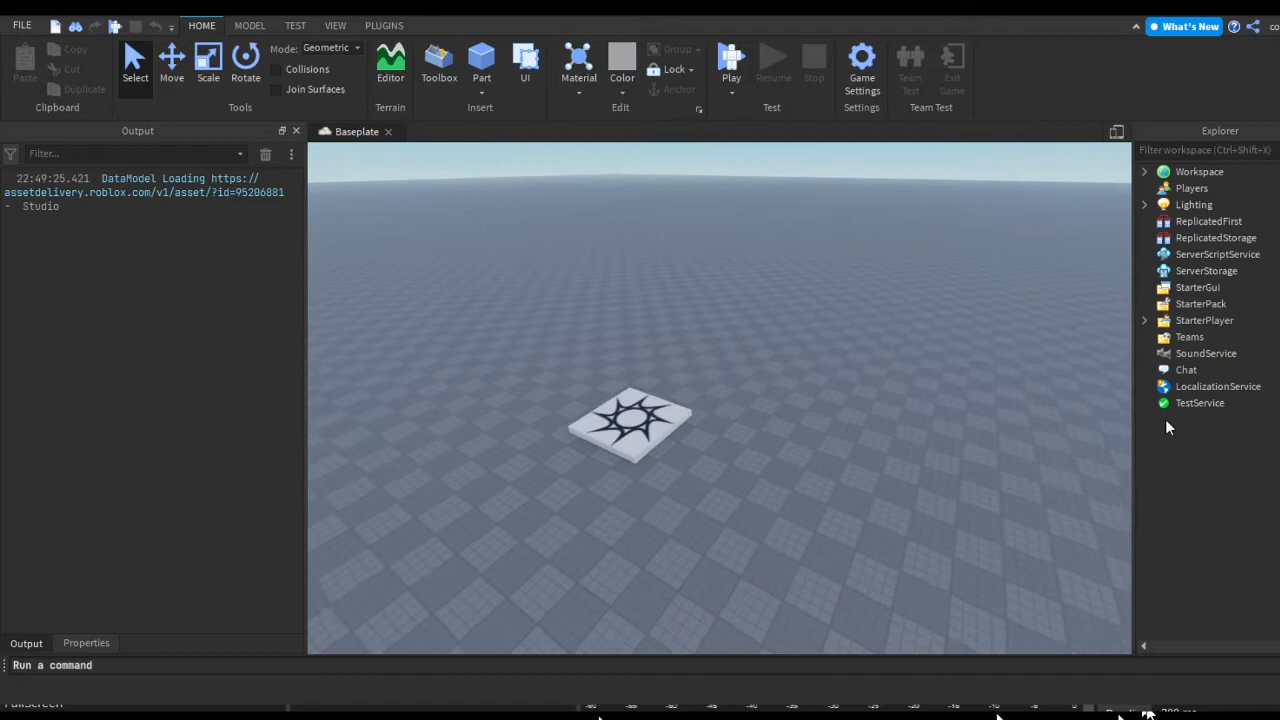 FILE HOME MODEL TEST VIEW PLUGINS What's New co
Paste Copy Cut Duplicate
Clipboard
Select Move Scale Rotate
Mode: Geometric
Collisions
Join Surfaces
Tools
Editor
Terrain
Toolbox Part UI
Insert
Material Color
Group
Lock
Anchor
Edit
Play Resume Stop
Test
Game Settings
Settings
Team Test Exit Game
Team Test
Output
Filter...
22:49:25.421 DataModel Loading https://
assetdelivery.roblox.com/v1/asset/?id=95206881
- Studio
Baseplate
Explorer
Filter workspace (Ctrl+Shift+X)
Workspace
Players
Lighting
ReplicatedFirst
ReplicatedStorage
ServerScriptService
ServerStorage
StarterGui
StarterPack
StarterPlayer
Teams
SoundService
Chat
LocalizationService
TestService
Output Properties
Run a command